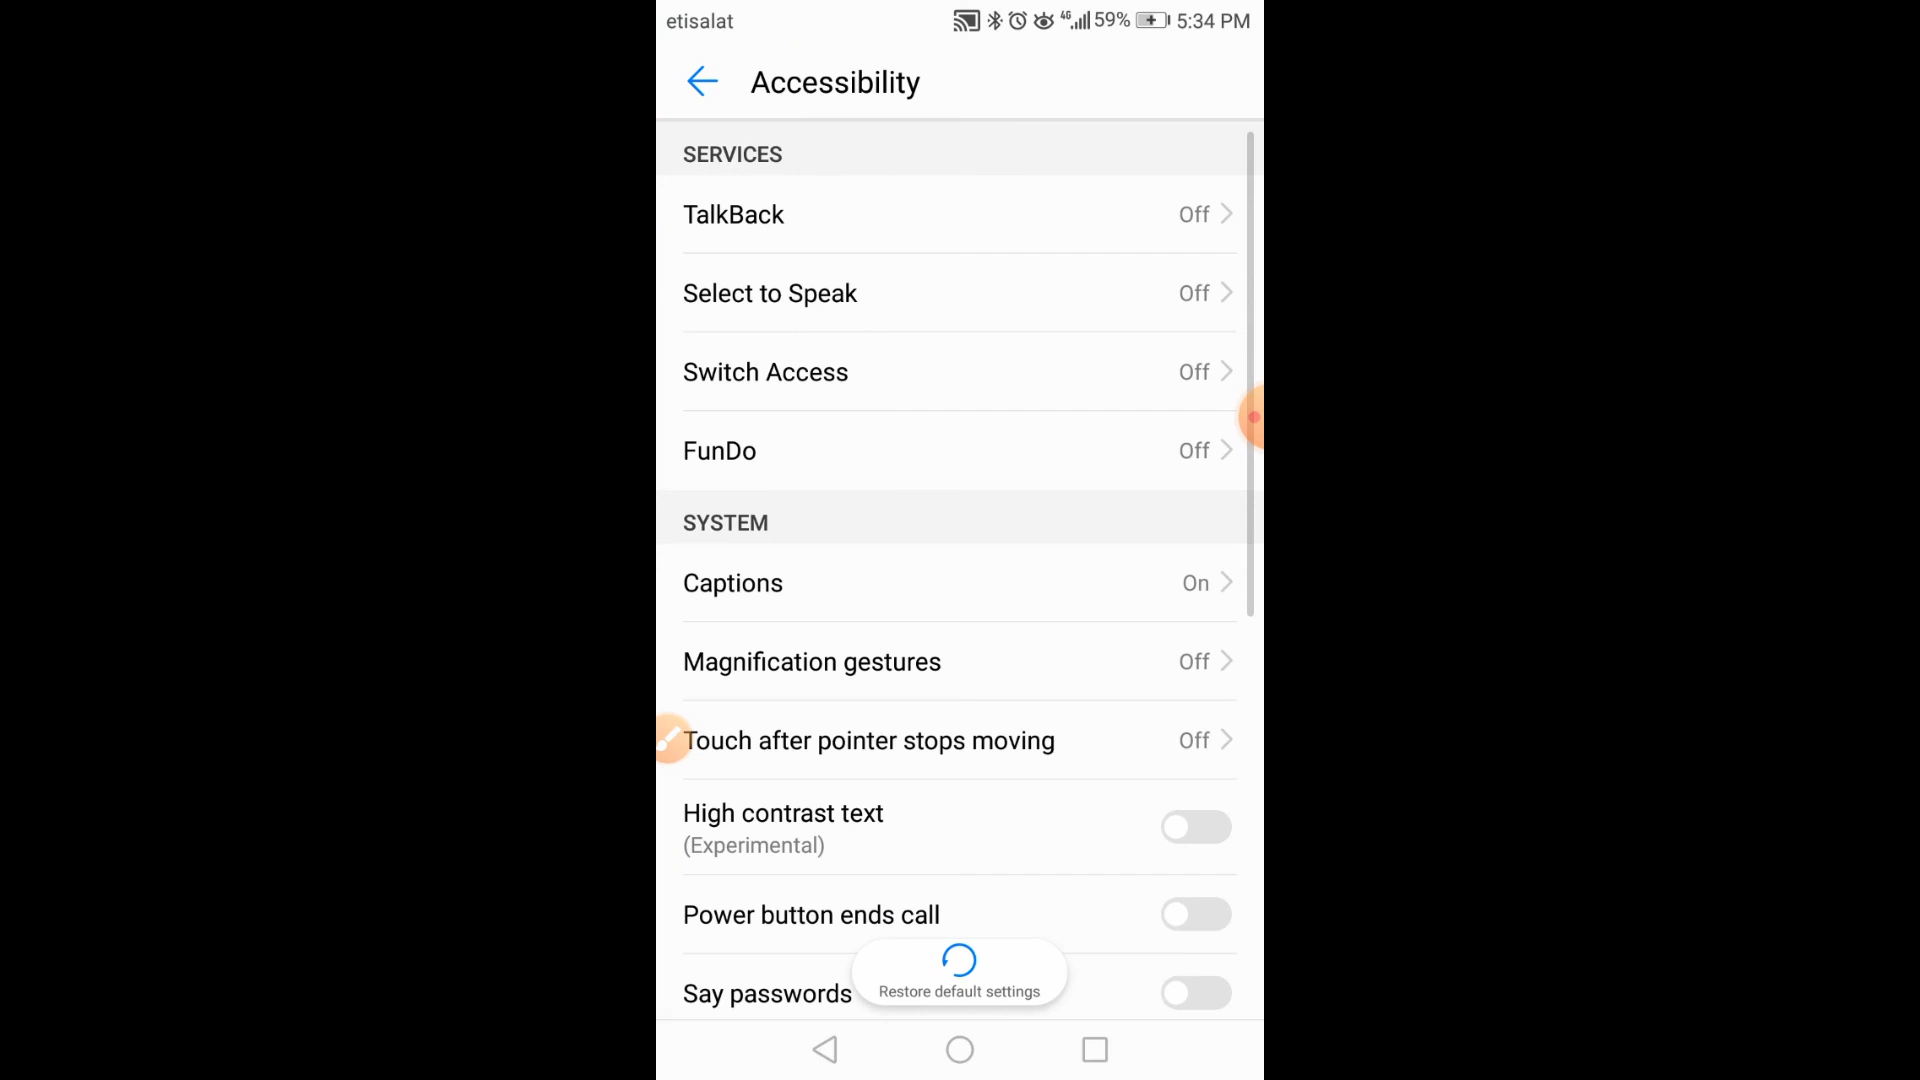 etisalat 4G 59% 5:34 PM
Accessibility
SERVICES
TalkBack Off
Select to Speak Off
Switch Access Off
FunDo Off
SYSTEM
Captions On
Magnification gestures Off
Touch after pointer stops moving Off
High contrast text
(Experimental)
Power button ends call
Say passwords
Restore default settings